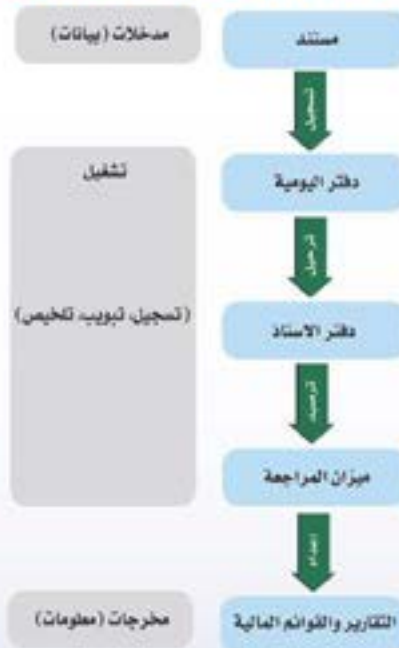 مستند
مدخلات (بيانات)
تسجيل
دفتر اليومية
تشغيل
ترحيل
(تسجيل، تبويب، تلخيص)
دفتر الاستاذ
ترصيد
ميزان المراجعة
إعداد
التقارير والقوائم المالية
مخرجات (معلومات)